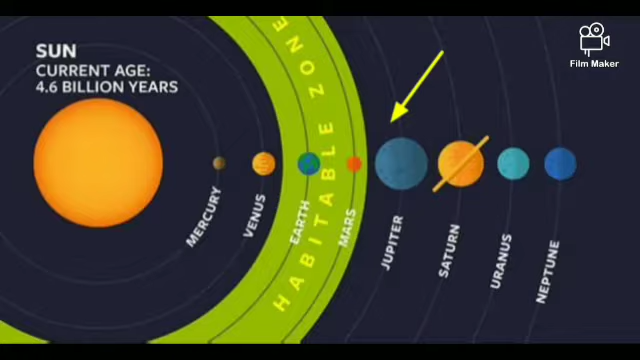 SUN
CURRENT AGE:
4.6 BILLION YEARS
Film Maker
HABITABLE ZONE
MERCURY
VENUS
EARTH
MARS
JUPITER
SATURN
URANUS
NEPTUNE